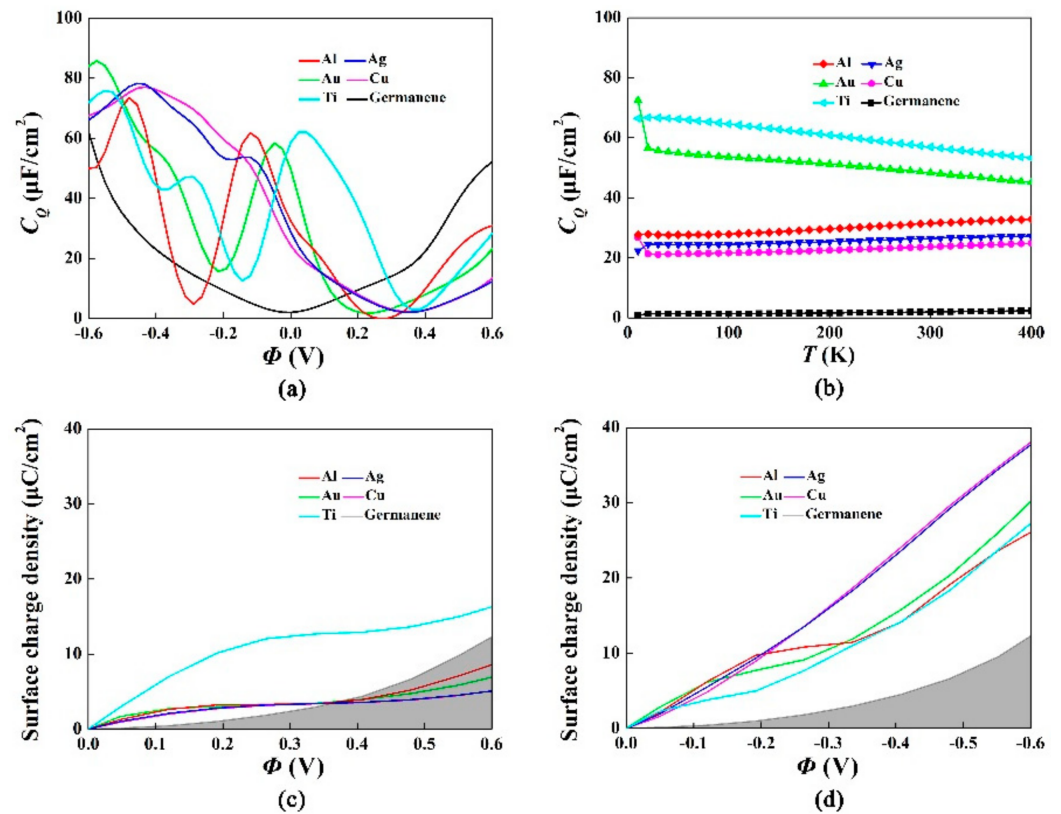 C_Q (μF/cm²)
100
80
60
40
20
0
Al Ag
Au Cu
Ti Germanene
-0.6 -0.4 -0.2 0.0 0.2 0.4 0.6
Φ (V)
(a)
C_Q (μF/cm²)
100
80
60
40
20
0
Al Ag
Au Cu
Ti Germanene
0 100 200 300 400
T (K)
(b)
Surface charge density (μC/cm²)
40
30
20
10
0
Al Ag
Au Cu
Ti Germanene
0.0 0.1 0.2 0.3 0.4 0.5 0.6
Φ (V)
(c)
Surface charge density (μC/cm²)
40
30
20
10
0
Al Ag
Au Cu
Ti Germanene
0.0 -0.1 -0.2 -0.3 -0.4 -0.5 -0.6
Φ (V)
(d)